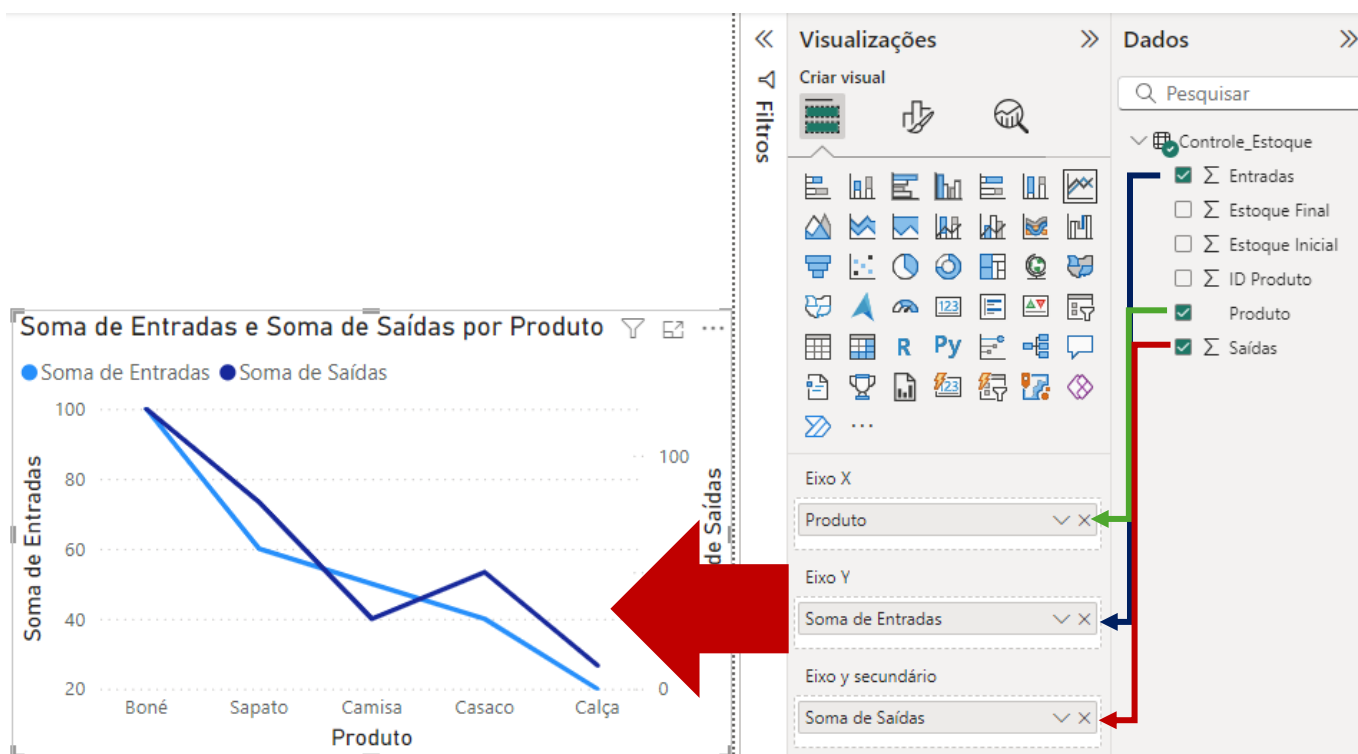 Visualizações
Dados
Criar visual
Pesquisar
Filtros
Controle_Estoque
Entradas
Estoque Final
Estoque Inicial
ID Produto
Produto
Saídas
Soma de Entradas e Soma de Saídas por Produto
Soma de Entradas
Soma de Saídas
100
80
60
40
20
100
0
Soma de Entradas
de Saídas
Boné
Sapato
Camisa
Casaco
Calça
Produto
123
R
Py
123
Eixo X
Produto
Eixo Y
Soma de Entradas
Eixo y secundário
Soma de Saídas